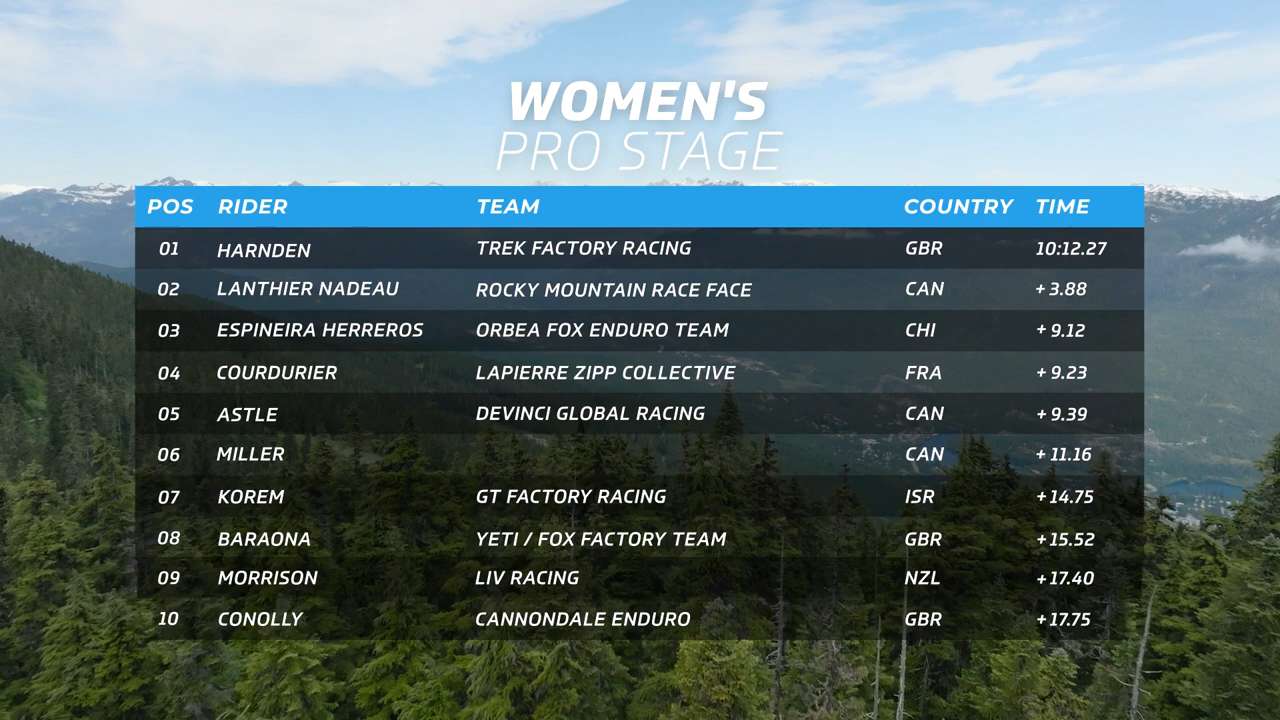 WOMEN'S
PRO STAGE
POS RIDER TEAM COUNTRY TIME
01 HARNDEN TREK FACTORY RACING GBR 10:12.27
02 LANTHIER NADEAU ROCKY MOUNTAIN RACE FACE CAN + 3.88
03 ESPINEIRA HERREROS ORBEA FOX ENDURO TEAM CHI + 9.12
04 COURDURIER LAPIERRE ZIPP COLLECTIVE FRA + 9.23
05 ASTLE DEVINCI GLOBAL RACING CAN + 9.39
06 MILLER CAN + 11.16
07 KOREM GT FACTORY RACING ISR +14.75
08 BARAONA YETI / FOX FACTORY TEAM GBR +15.52
09 MORRISON LIV RACING NZL +17.40
10 CONOLLY CANNONDALE ENDURO GBR +17.75